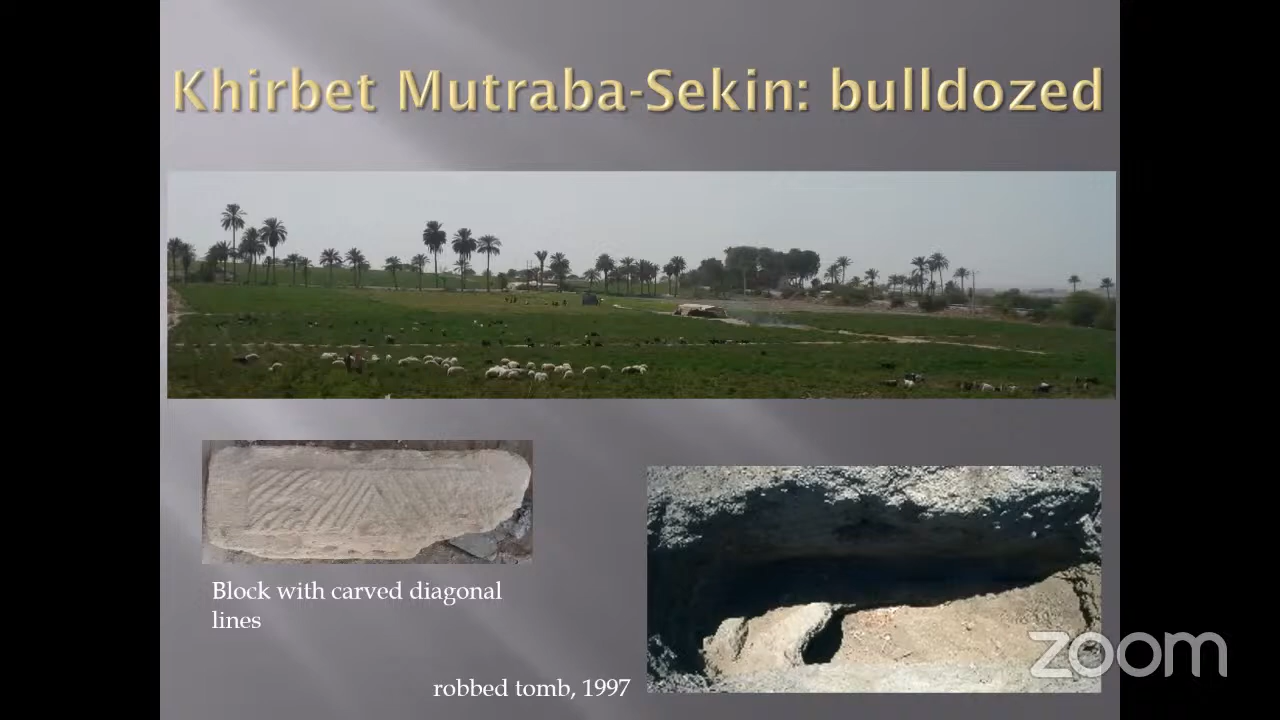 Khirbet Mutraba-Sekin: bulldozed
Block with carved diagonal
lines
robbed tomb, 1997
zoom